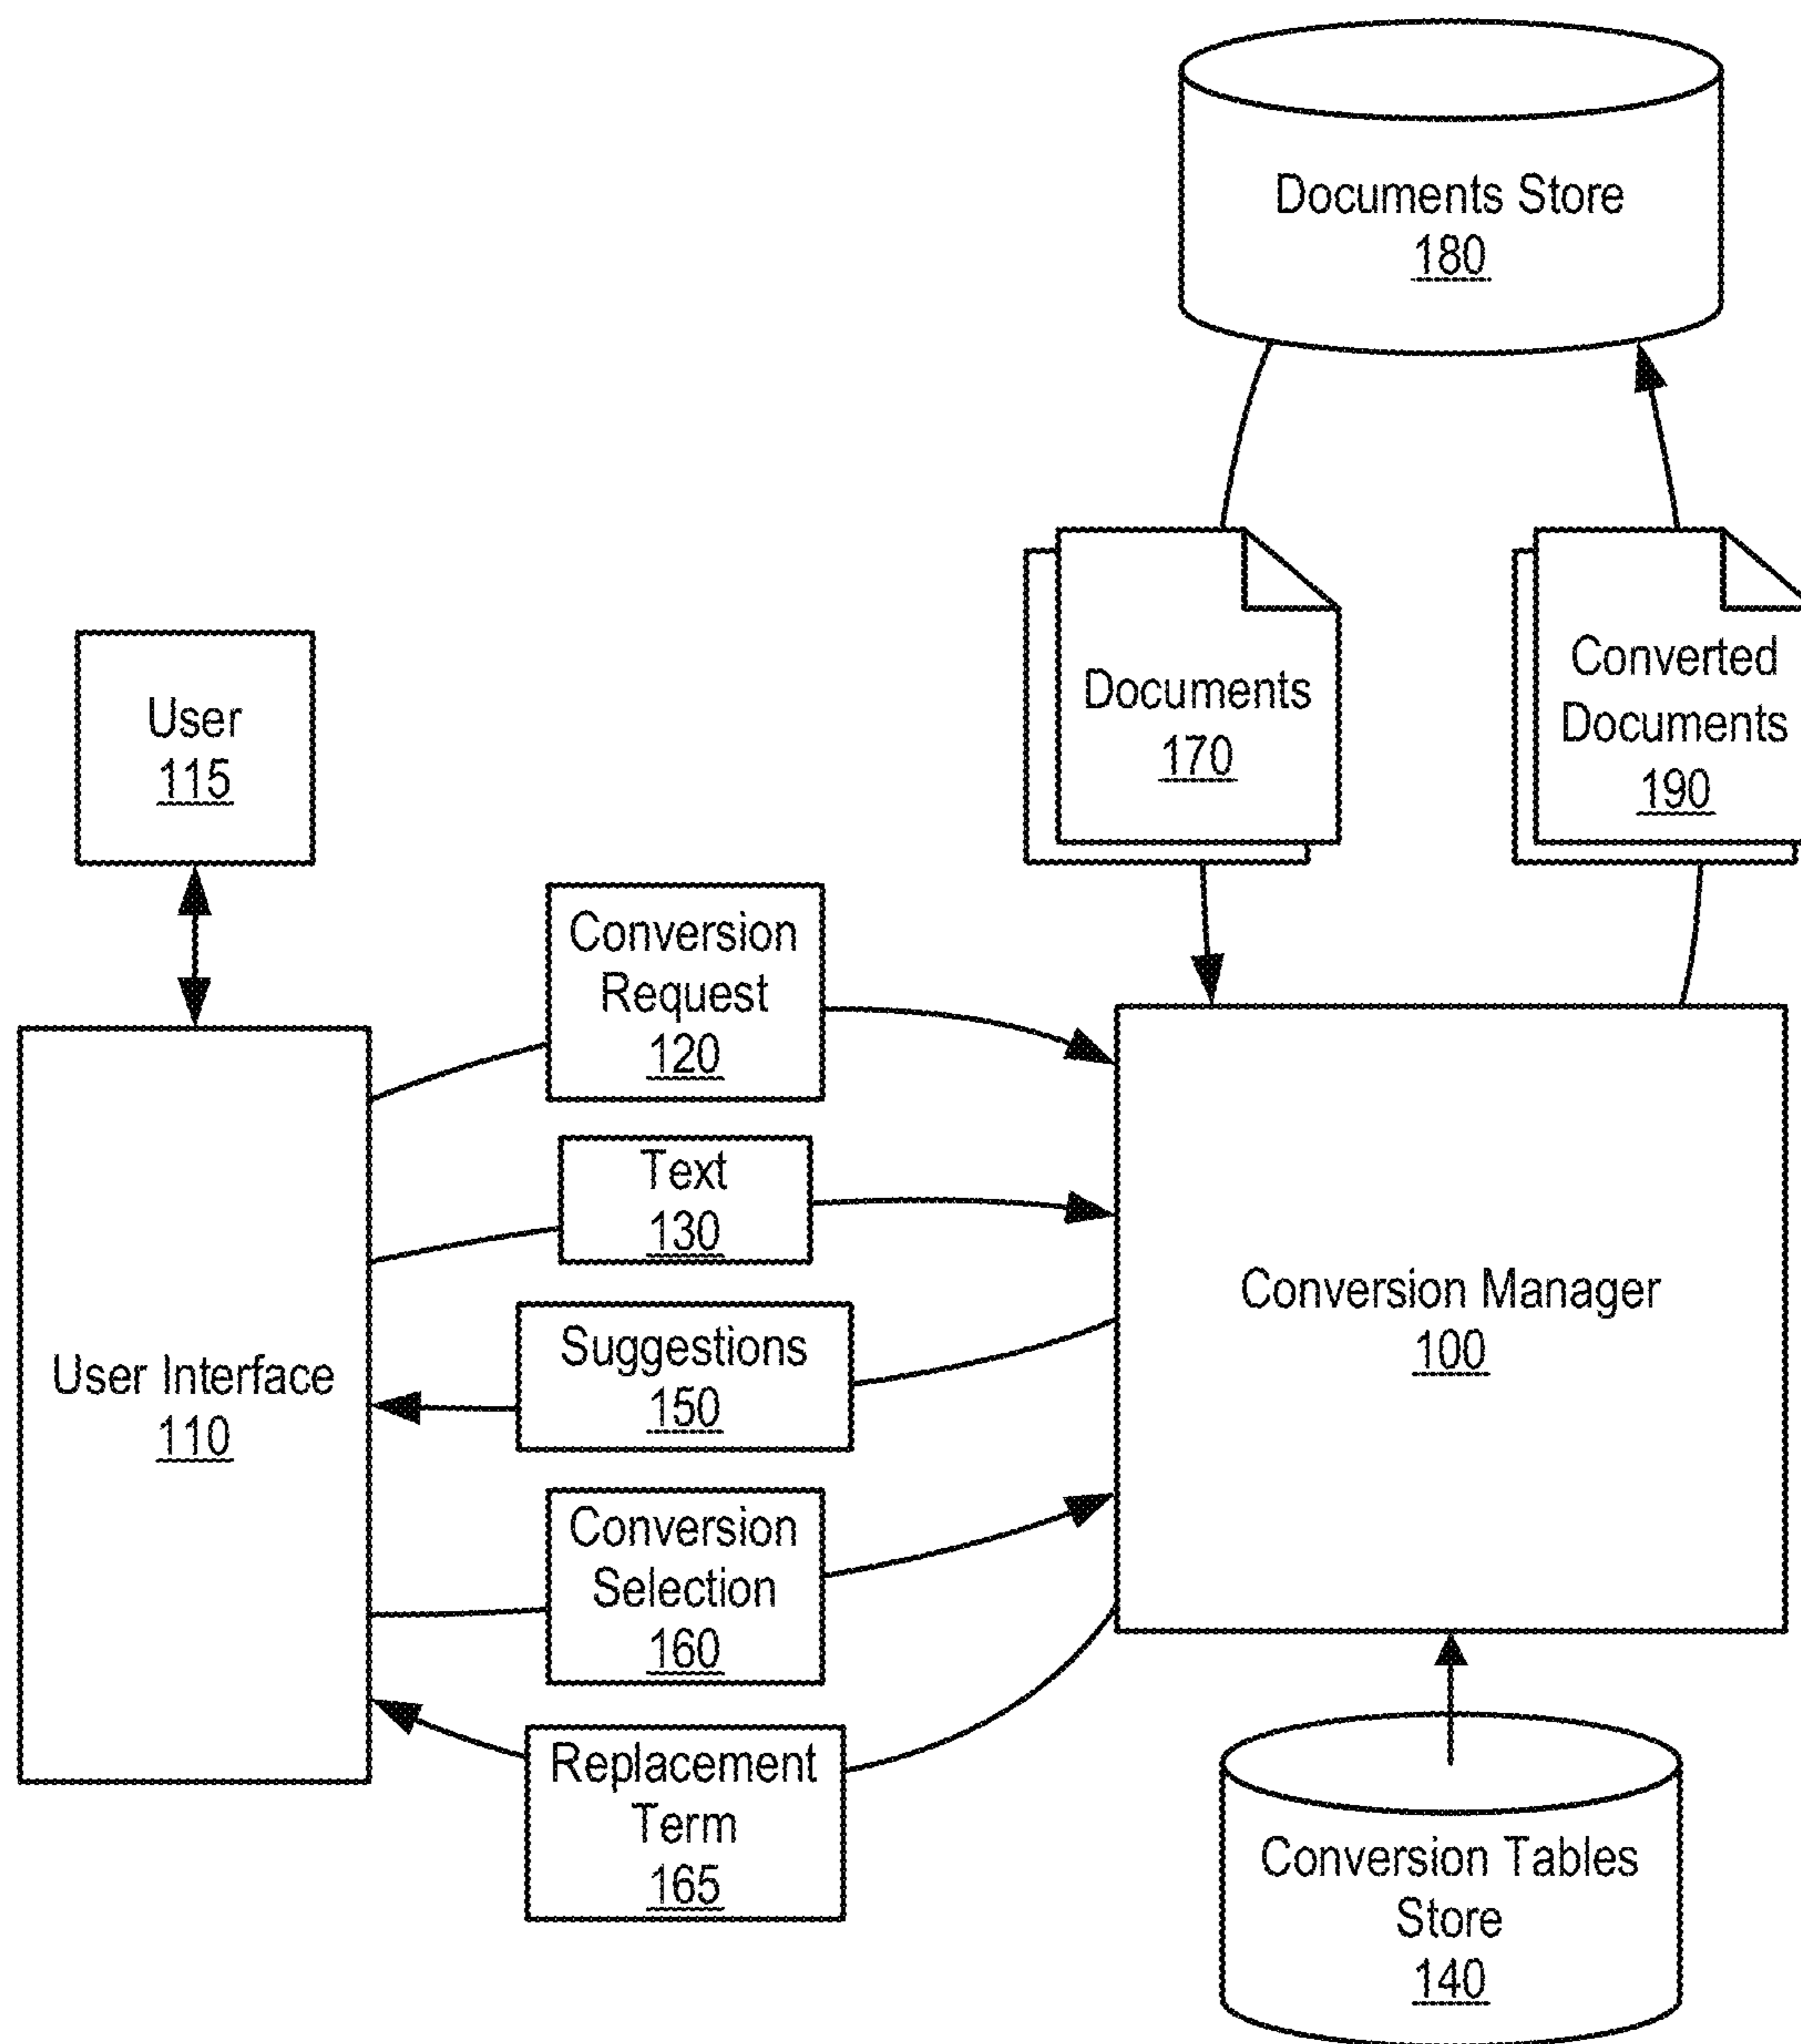 Documents Store
180
Documents
170
Converted
Documents
190
User
115
Conversion
Request
120
Text
130
Suggestions
150
Conversion
Selection
160
Replacement
Term
165
User Interface
110
Conversion Manager
100
Conversion Tables
Store
140